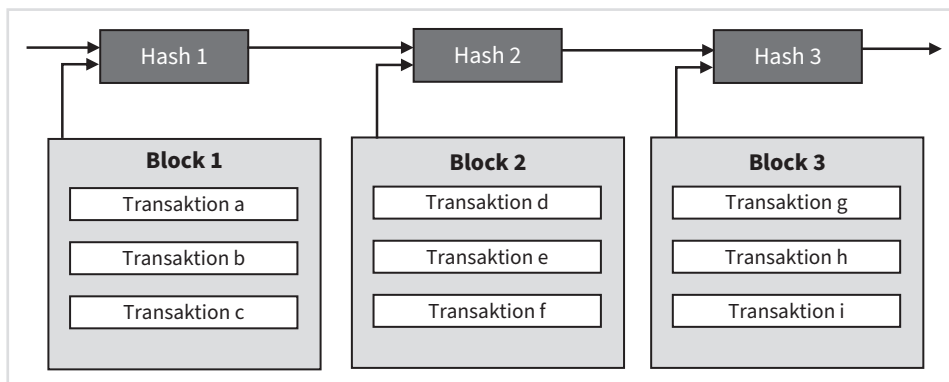 Hash 1
Hash 2
Hash 3
Block 1
Transaktion a
Transaktion b
Transaktion c
Block 2
Transaktion d
Transaktion e
Transaktion f
Block 3
Transaktion g
Transaktion h
Transaktion i